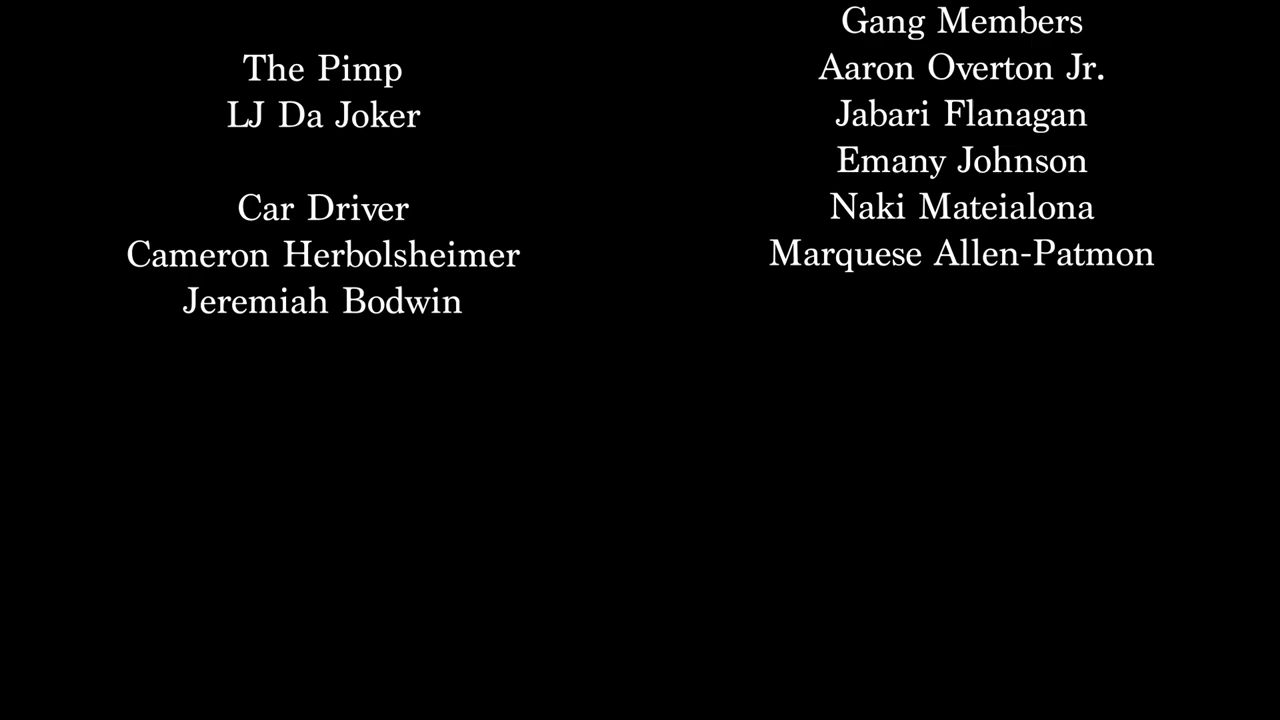 The Pimp
LJ Da Joker
Car Driver
Cameron Herbolsheimer
Jeremiah Bodwin
Gang Members
Aaron Overton Jr.
Jabari Flanagan
Emany Johnson
Naki Mateialona
Marquese Allen-Patmon